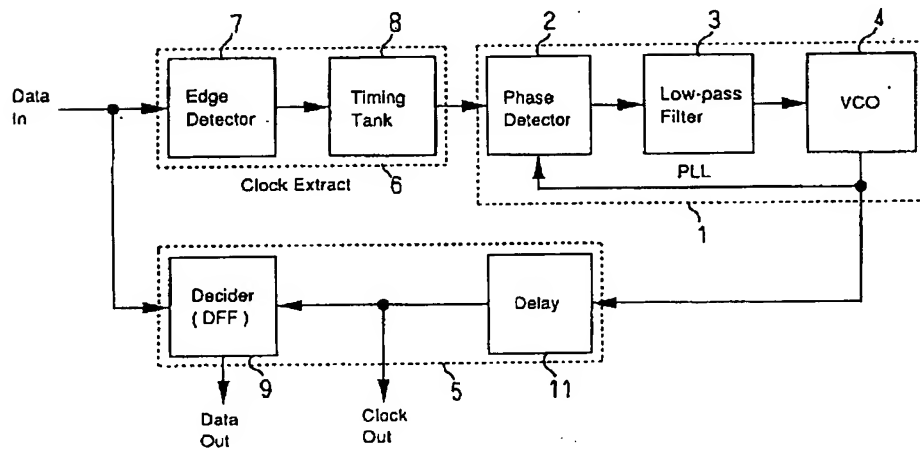 7
8
2
3
4
Data
In
Edge
Detector
Timing
Tank
Phase
Detector
Low-pass
Filter
VCO
Clock Extract
6
PLL
1
Decider
( DFF )
Delay
9
5
11
Data
Out
Clock
Out